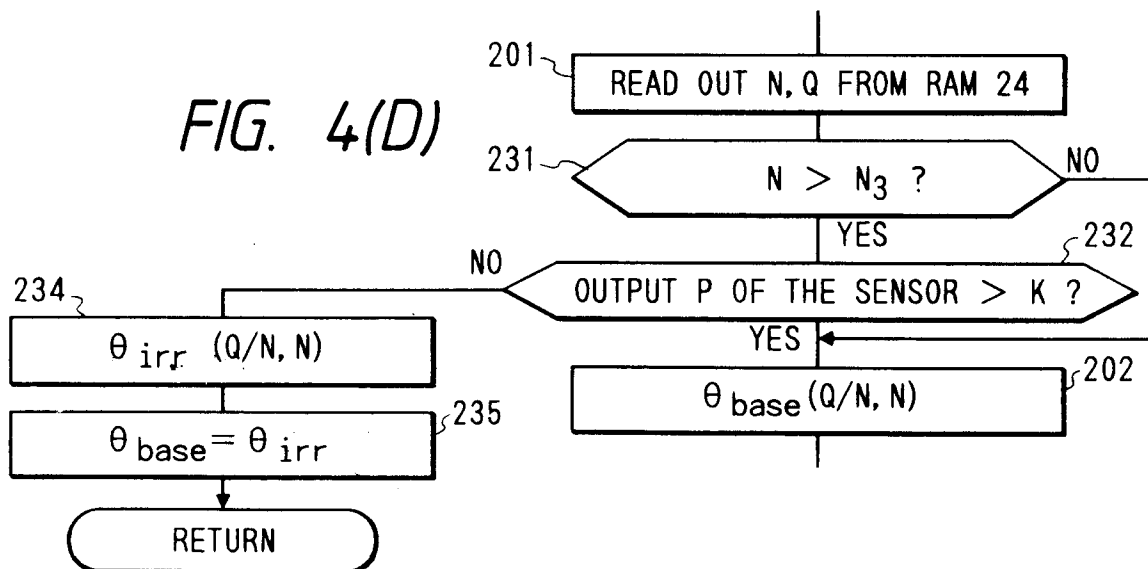 FIG. 4(D)
201
READ OUT N,Q FROM RAM 24
231
N > N3 ?
NO
YES
232
NO
OUTPUT P OF THE SENSOR > K ?
234
YES
θ irr (Q/N, N)
202
θ base (Q/N, N)
235
θ base = θ irr
RETURN